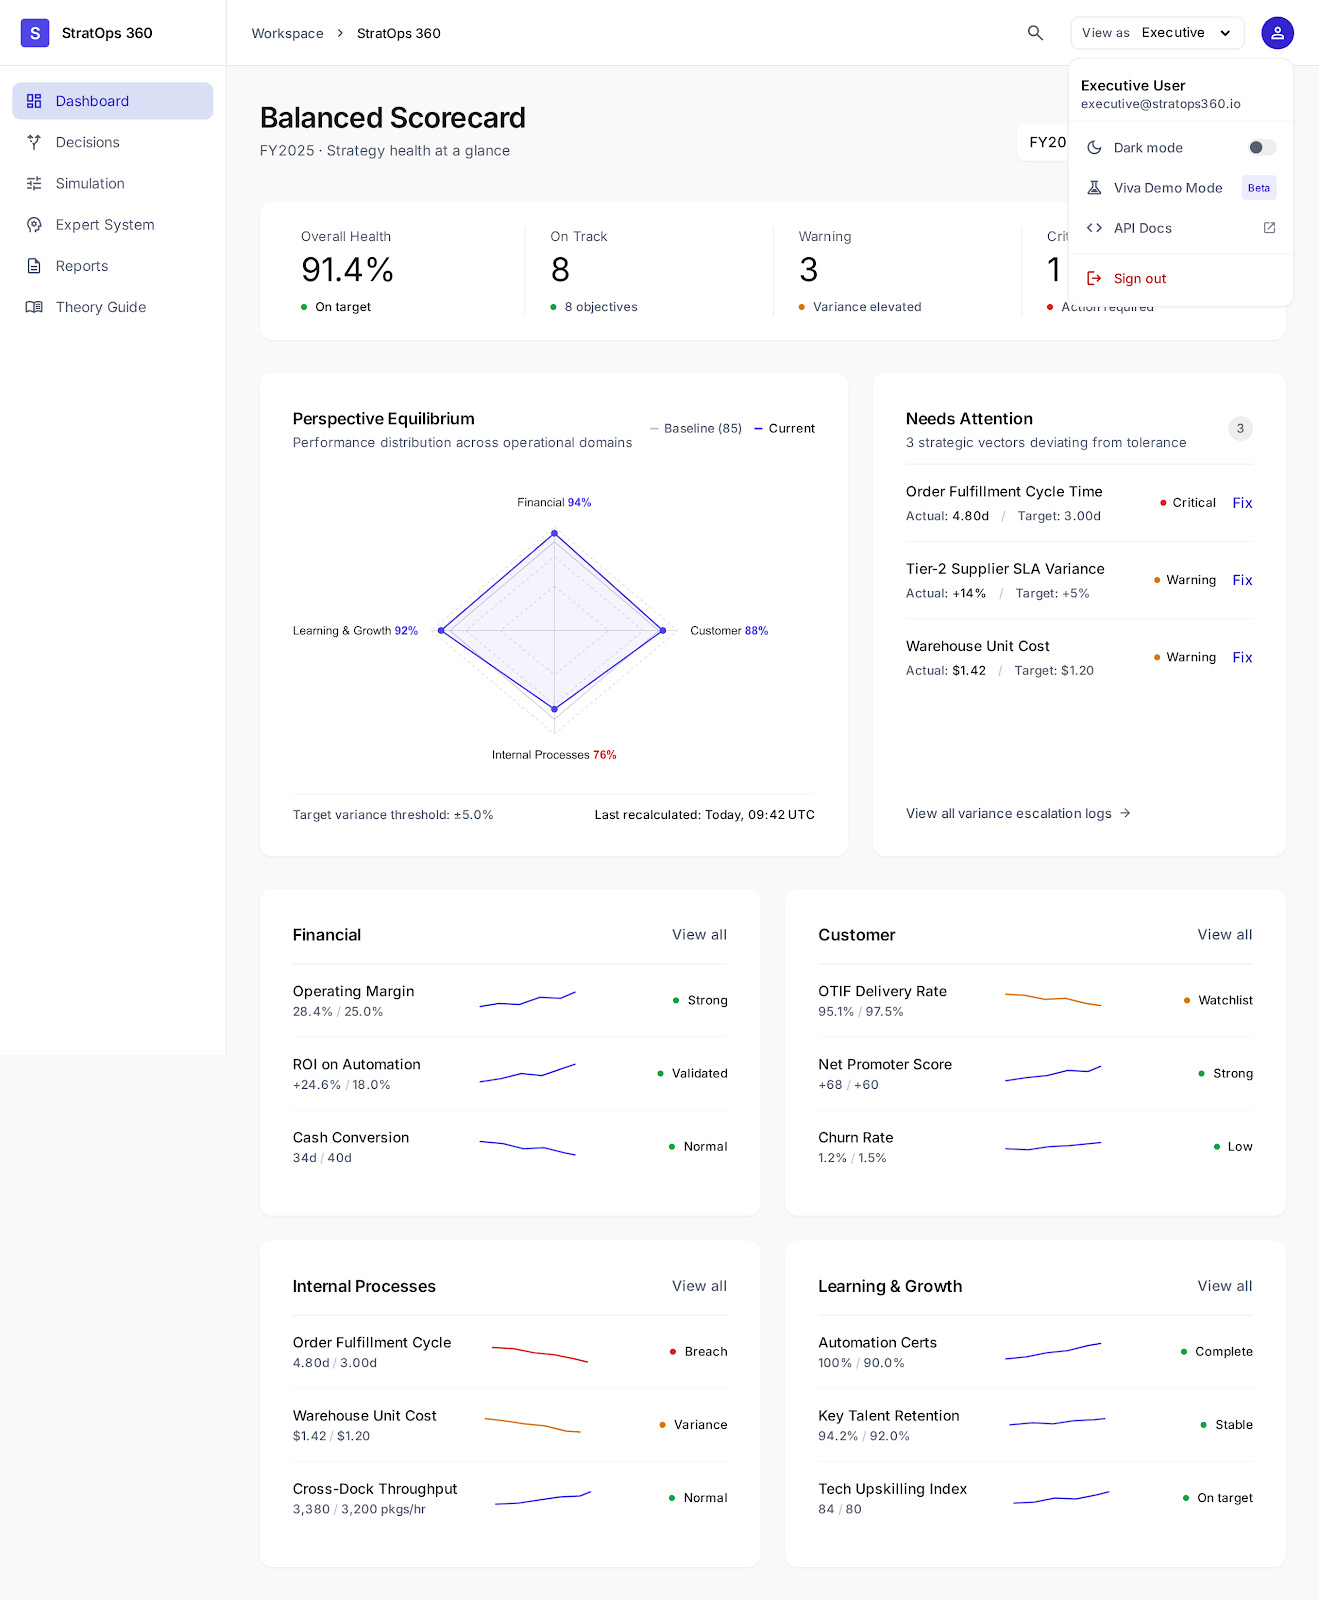 S StratOps 360
Workspace > StratOps 360
View as Executive
Dashboard
Decisions
Simulation
Expert System
Reports
Theory Guide
Executive User
executive@stratops360.io
Dark mode
Viva Demo Mode Beta
API Docs
Sign out
Balanced Scorecard
FY2025 · Strategy health at a glance
FY20
Overall Health
91.4%
On target
On Track
8
8 objectives
Warning
3
Variance elevated
Crit
1
Action required
Perspective Equilibrium
Performance distribution across operational domains
Baseline (85) Current
Financial 94%
Learning & Growth 92%
Customer 88%
Internal Processes 76%
Target variance threshold: ±5.0%
Last recalculated: Today, 09:42 UTC
Needs Attention
3 strategic vectors deviating from tolerance
3
Order Fulfillment Cycle Time
Actual: 4.80d / Target: 3.00d
Critical Fix
Tier-2 Supplier SLA Variance
Actual: +14% / Target: +5%
Warning Fix
Warehouse Unit Cost
Actual: $1.42 / Target: $1.20
Warning Fix
View all variance escalation logs →
Financial View all
Operating Margin
28.4% / 25.0%
Strong
ROI on Automation
+24.6% / 18.0%
Validated
Cash Conversion
34d / 40d
Normal
Customer View all
OTIF Delivery Rate
95.1% / 97.5%
Watchlist
Net Promoter Score
+68 / +60
Strong
Churn Rate
1.2% / 1.5%
Low
Internal Processes View all
Order Fulfillment Cycle
4.80d / 3.00d
Breach
Warehouse Unit Cost
$1.42 / $1.20
Variance
Cross-Dock Throughput
3,380 / 3,200 pkgs/hr
Normal
Learning & Growth View all
Automation Certs
100% / 90.0%
Complete
Key Talent Retention
94.2% / 92.0%
Stable
Tech Upskilling Index
84 / 80
On target